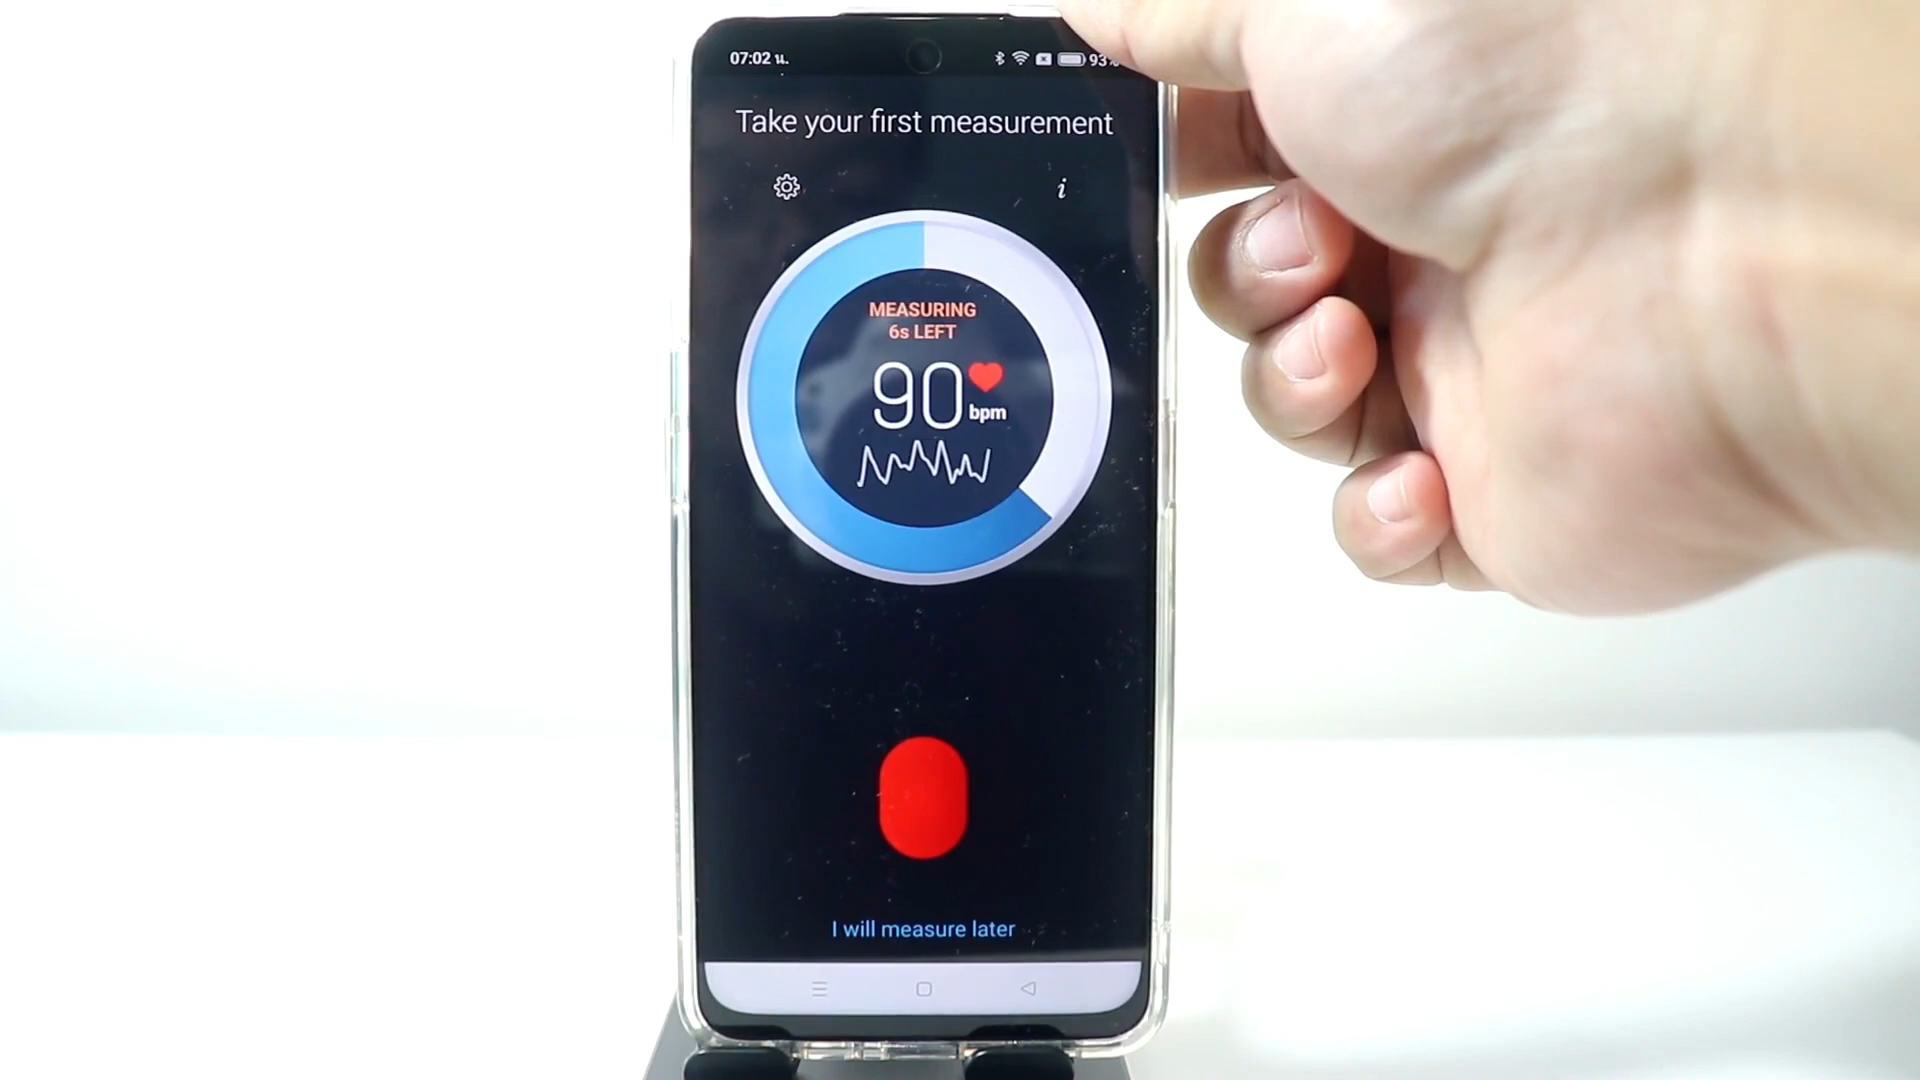 07:02 น. 93%
Take your first measurement
i
MEASURING
6s LEFT
90
bpm
I will measure later